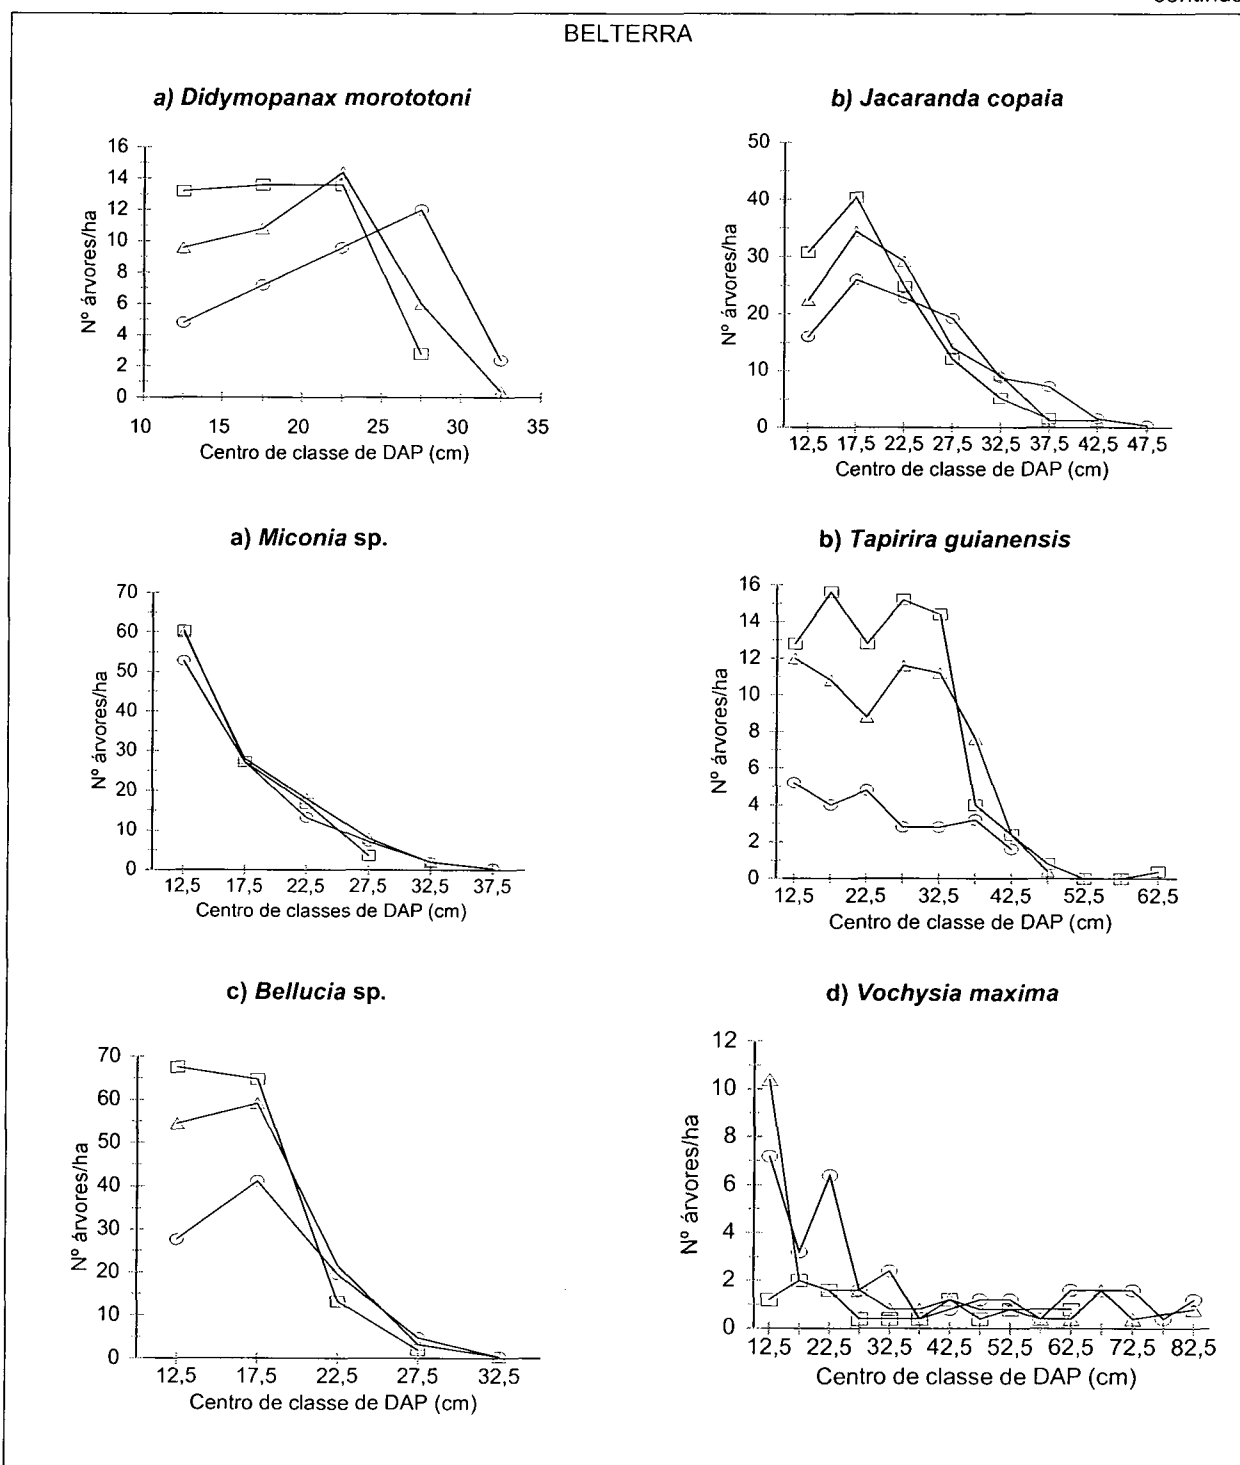 BELTERRA
a) Didymopanax morototoni
16
14
12
10
8
6
4
2
0
Nº árvores/ha
10 15 20 25 30 35
Centro de classe de DAP (cm)
b) Jacaranda copaia
50
40
30
20
10
0
Nº árvores/ha
12,5 17,5 22,5 27,5 32,5 37,5 42,5 47,5
Centro de classe de DAP (cm)
a) Miconia sp.
70
60
50
40
30
20
10
0
Nº árvores/ha
12,5 17,5 22,5 27,5 32,5 37,5
Centro de classes de DAP (cm)
b) Tapirira guianensis
16
14
12
10
8
6
4
2
0
Nº árvores/ha
12,5 22,5 32,5 42,5 52,5 62,5
Centro de classe de DAP (cm)
c) Bellucia sp.
70
60
50
40
30
20
10
0
Nº árvores/ha
12,5 17,5 22,5 27,5 32,5
Centro de classe de DAP (cm)
d) Vochysia maxima
12
10
8
6
4
2
0
Nº árvores/ha
12,5 22,5 32,5 42,5 52,5 62,5 72,5 82,5
Centro de classe de DAP (cm)